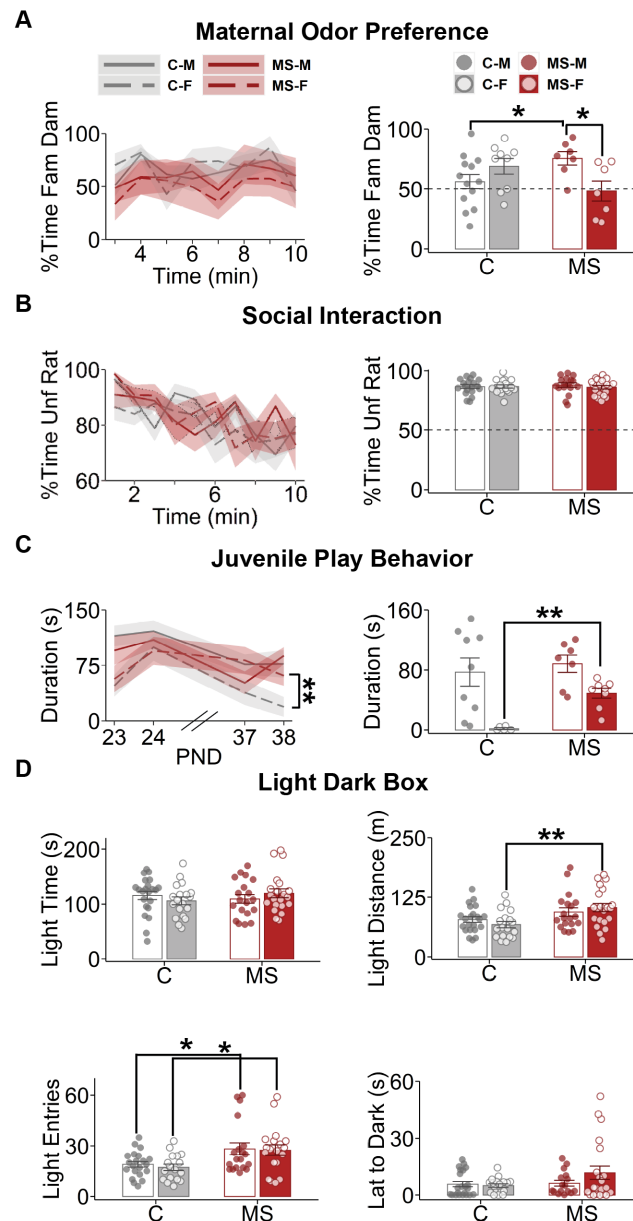 A
Maternal Odor Preference
C-M
MS-M
C-F
MS-F
C-M
MS-M
C-F
MS-F
%Time Fam Dam
100
50
0
4
6
8
10
Time (min)
%Time Fam Dam
100
50
0
*
*
C
MS
B
Social Interaction
%Time Unf Rat
100
80
60
2
6
10
Time (min)
%Time Unf Rat
100
50
0
C
MS
C
Juvenile Play Behavior
Duration (s)
150
75
0
**
23
24
37
38
PND
Duration (s)
160
80
0
**
C
MS
D
Light Dark Box
Light Time (s)
200
100
0
C
MS
Light Distance (m)
250
125
0
**
C
MS
Light Entries
60
30
0
*
*
C
MS
Lat to Dark (s)
60
30
0
C
MS